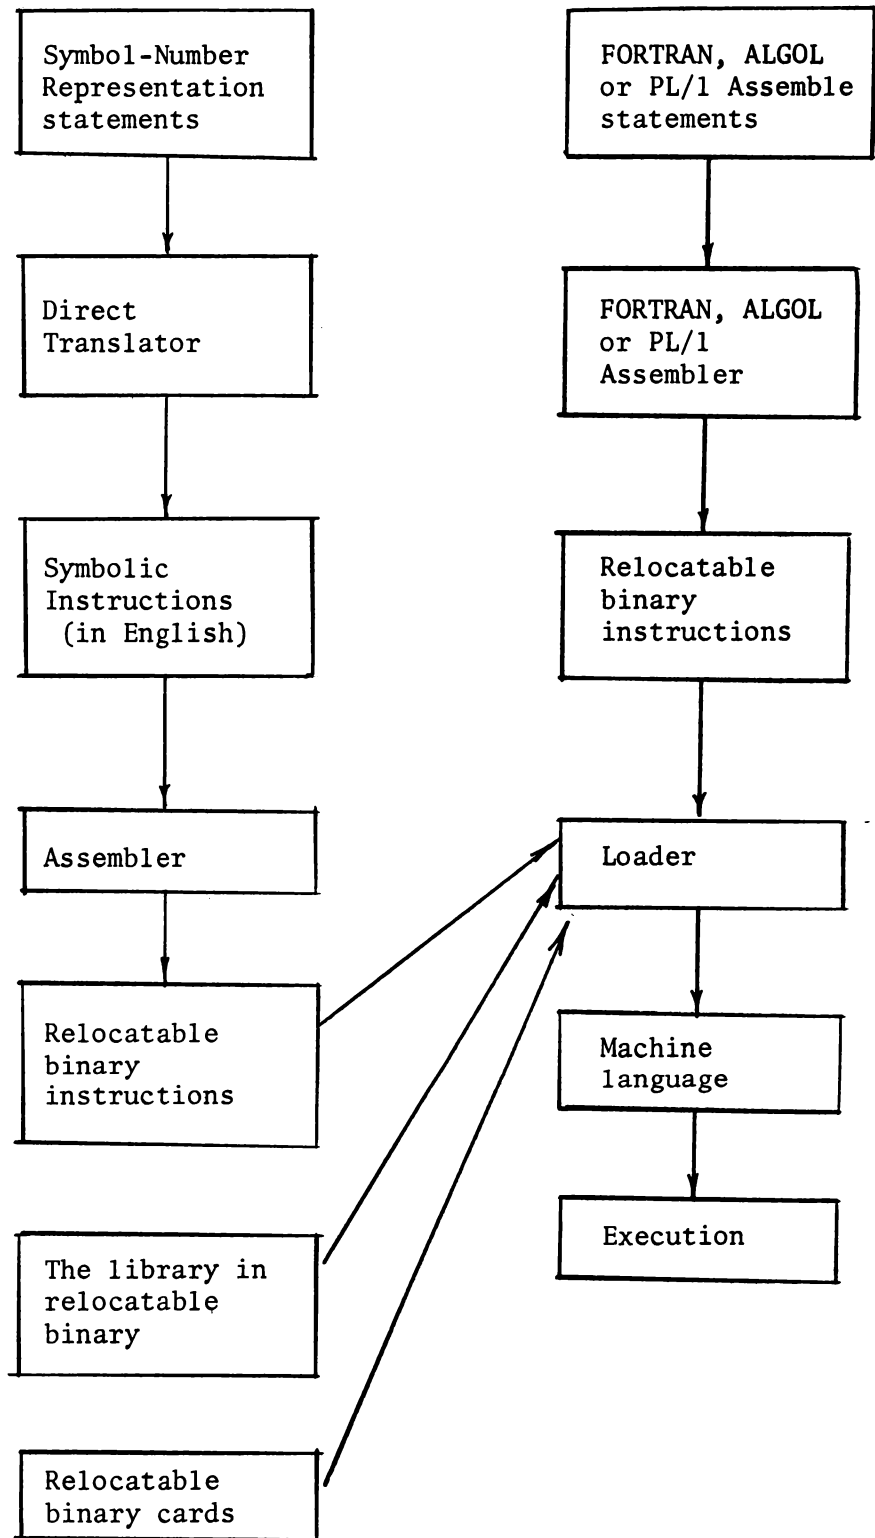 Symbol-Number
Representation
statements
Direct
Translator
Symbolic
Instructions
(in English)
Assembler
Relocatable
binary
instructions
The library in
relocatable
binary
Relocatable
binary cards
FORTRAN, ALGOL
or PL/1 Assemble
statements
FORTRAN, ALGOL
or PL/1
Assembler
Relocatable
binary
instructions
Loader
Machine
language
Execution